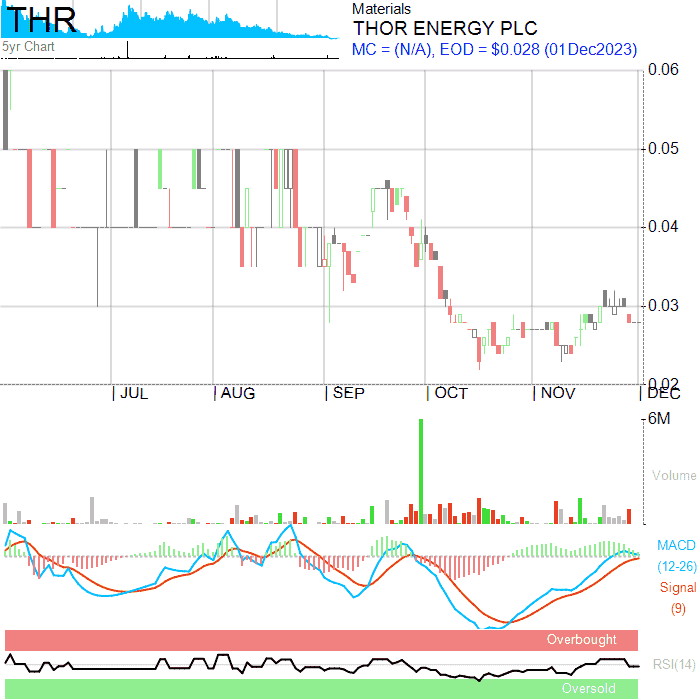 THR
5yr Chart
Materials
THOR ENERGY PLC
MC = (N/A), EOD = $0.028 (01Dec2023)
0.06
0.05
0.04
0.03
0.02
JUL AUG SEP OCT NOV DEC
6M
Volume
MACD
(12-26)
Signal
(9)
Overbought
RSI(14)
Oversold